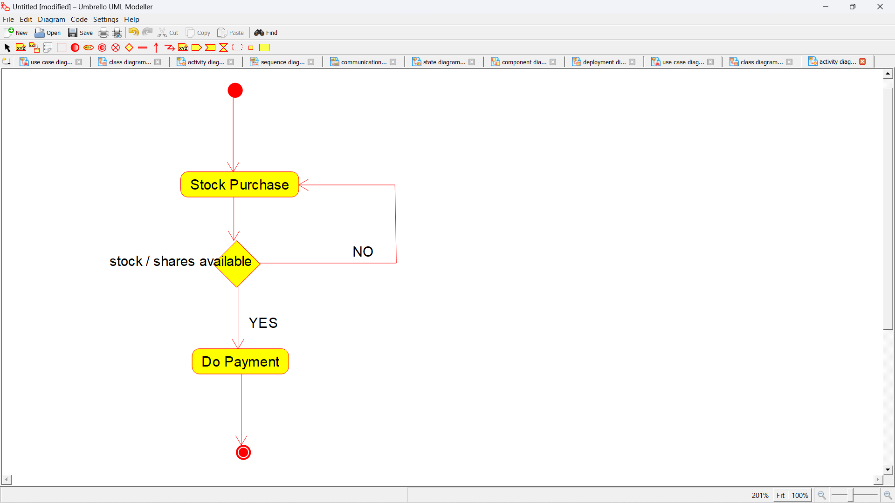 Untitled [modified] – Umbrello UML Modeller
File Edit Diagram Code Settings Help
New Open Save Cut Copy Paste Find
use case diag... class diagram... activity diag... sequence diag... communication... state diagram... component dia... deployment di... use case diag... class diagram... activity diag...
Stock Purchase
stock / shares available
NO
YES
Do Payment
201% Fit 100%